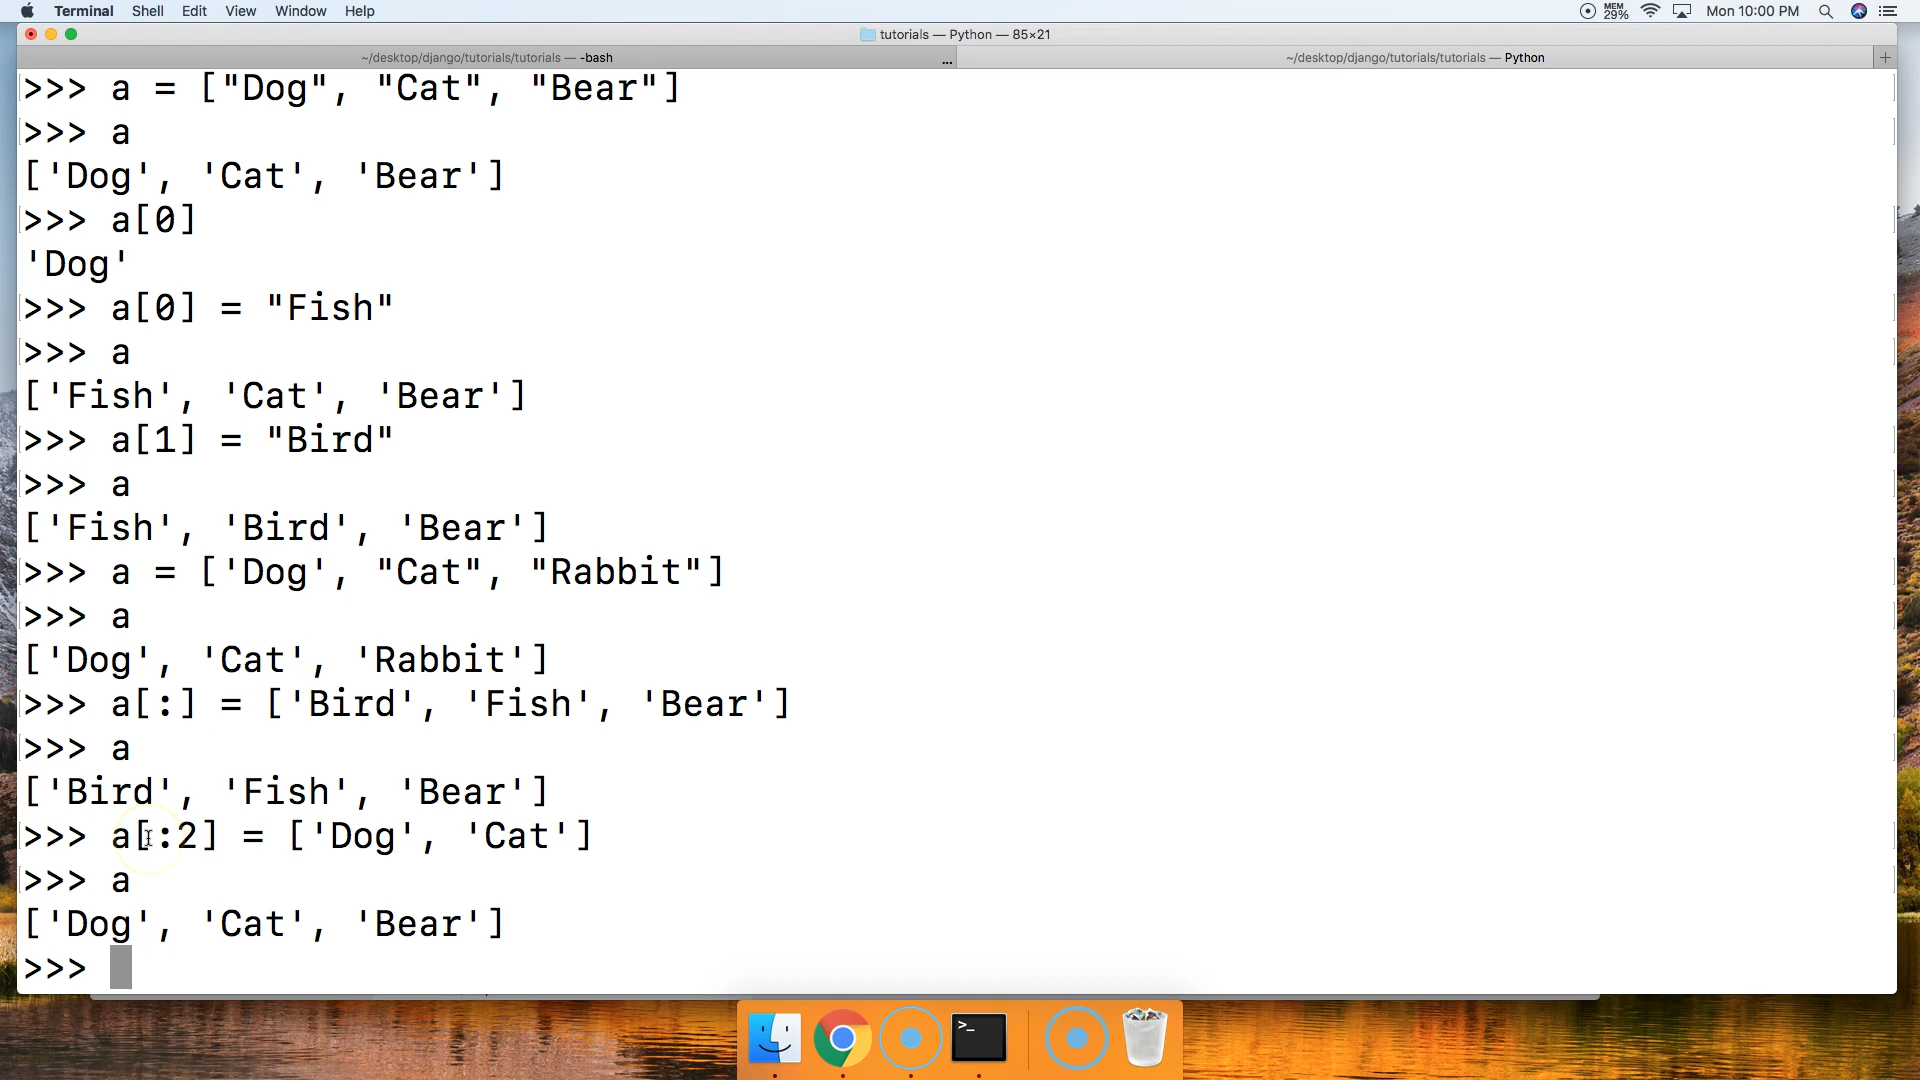 Terminal Shell Edit View Window Help
MEM 29% Mon 10:00 PM
tutorials — Python — 85×21
~/desktop/django/tutorials/tutorials — -bash ... ~/desktop/django/tutorials/tutorials — Python +
>>> a = ["Dog", "Cat", "Bear"]
>>> a
['Dog', 'Cat', 'Bear']
>>> a[0]
'Dog'
>>> a[0] = "Fish"
>>> a
['Fish', 'Cat', 'Bear']
>>> a[1] = "Bird"
>>> a
['Fish', 'Bird', 'Bear']
>>> a = ['Dog', "Cat", "Rabbit"]
>>> a
['Dog', 'Cat', 'Rabbit']
>>> a[:] = ['Bird', 'Fish', 'Bear']
>>> a
['Bird', 'Fish', 'Bear']
>>> a[:2] = ['Dog', 'Cat']
>>> a
['Dog', 'Cat', 'Bear']
>>>
>_